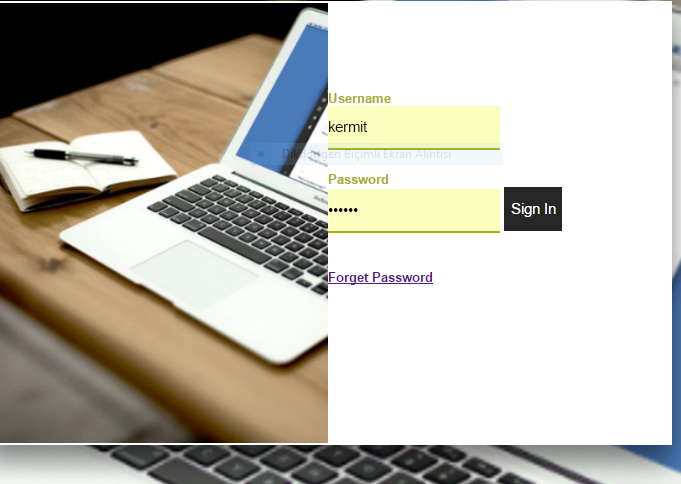 Username
kermit
Dikdörtgen Biçimli Ekran Alıntısı
Password
••••••
Sign In
Forget Password